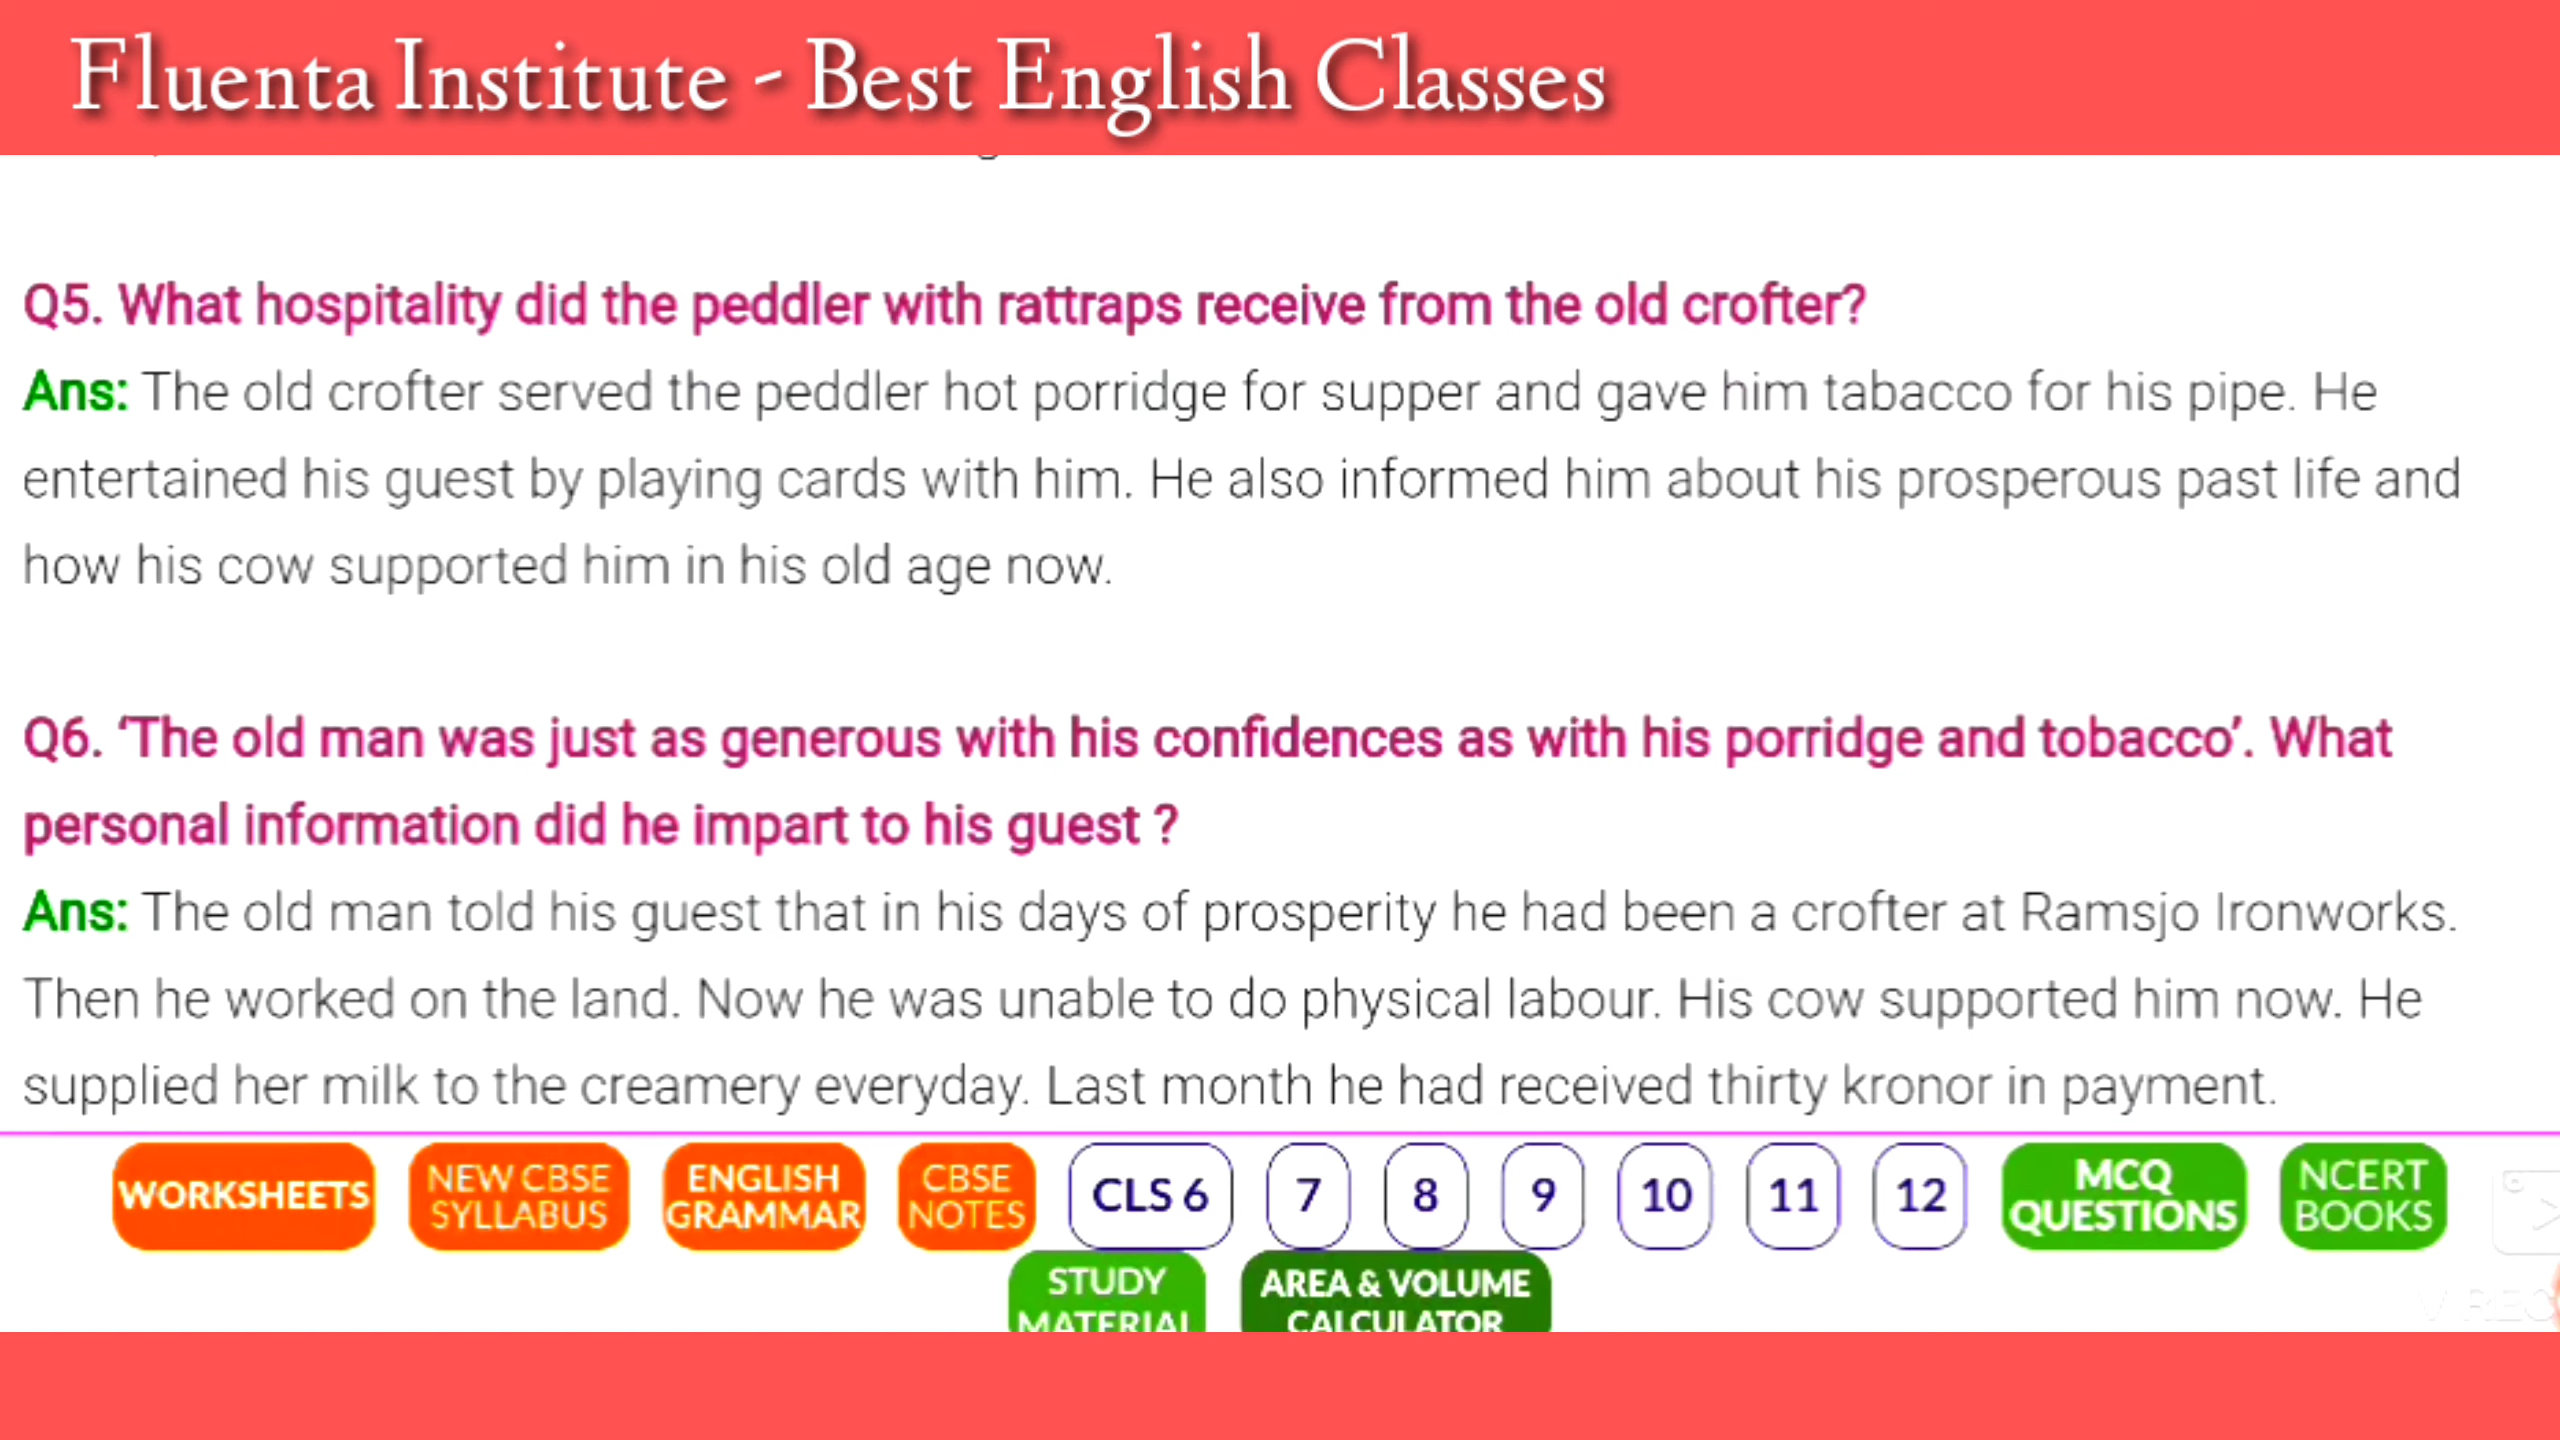 Fluenta Institute - Best English Classes
Q5. What hospitality did the peddler with rattraps receive from the old crofter?
Ans: The old crofter served the peddler hot porridge for supper and gave him tabacco for his pipe. He
entertained his guest by playing cards with him. He also informed him about his prosperous past life and
how his cow supported him in his old age now.
Q6. ‘The old man was just as generous with his confidences as with his porridge and tobacco’. What
personal information did he impart to his guest ?
Ans: The old man told his guest that in his days of prosperity he had been a crofter at Ramsjo Ironworks.
Then he worked on the land. Now he was unable to do physical labour. His cow supported him now. He
supplied her milk to the creamery everyday. Last month he had received thirty kronor in payment.
WORKSHEETS
NEW CBSE
SYLLABUS
ENGLISH
GRAMMAR
CBSE
NOTES
CLS 6
7
8
9
10
11
12
MCQ
QUESTIONS
NCERT
BOOKS
STUDY
MATERIAL
AREA & VOLUME
CALCULATOR